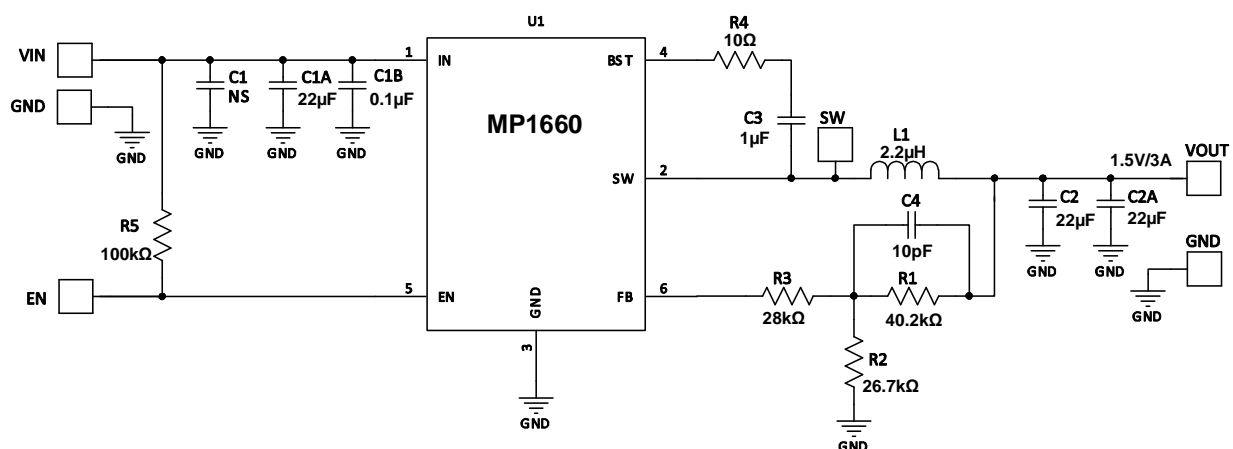 U1
R4
10Ω
VIN
1
IN
BST
4
C1
NS
C1A
22µF
C1B
0.1µF
GND
GND
GND
GND
GND
MP1660
C3
1µF
SW
L1
2.2µH
1.5V/3A
VOUT
SW
2
C4
10pF
C2
22µF
C2A
22µF
GND
GND
R5
100kΩ
GND
GND
EN
5
EN
GND
FB
6
R3
28kΩ
R1
40.2kΩ
3
R2
26.7kΩ
GND
GND